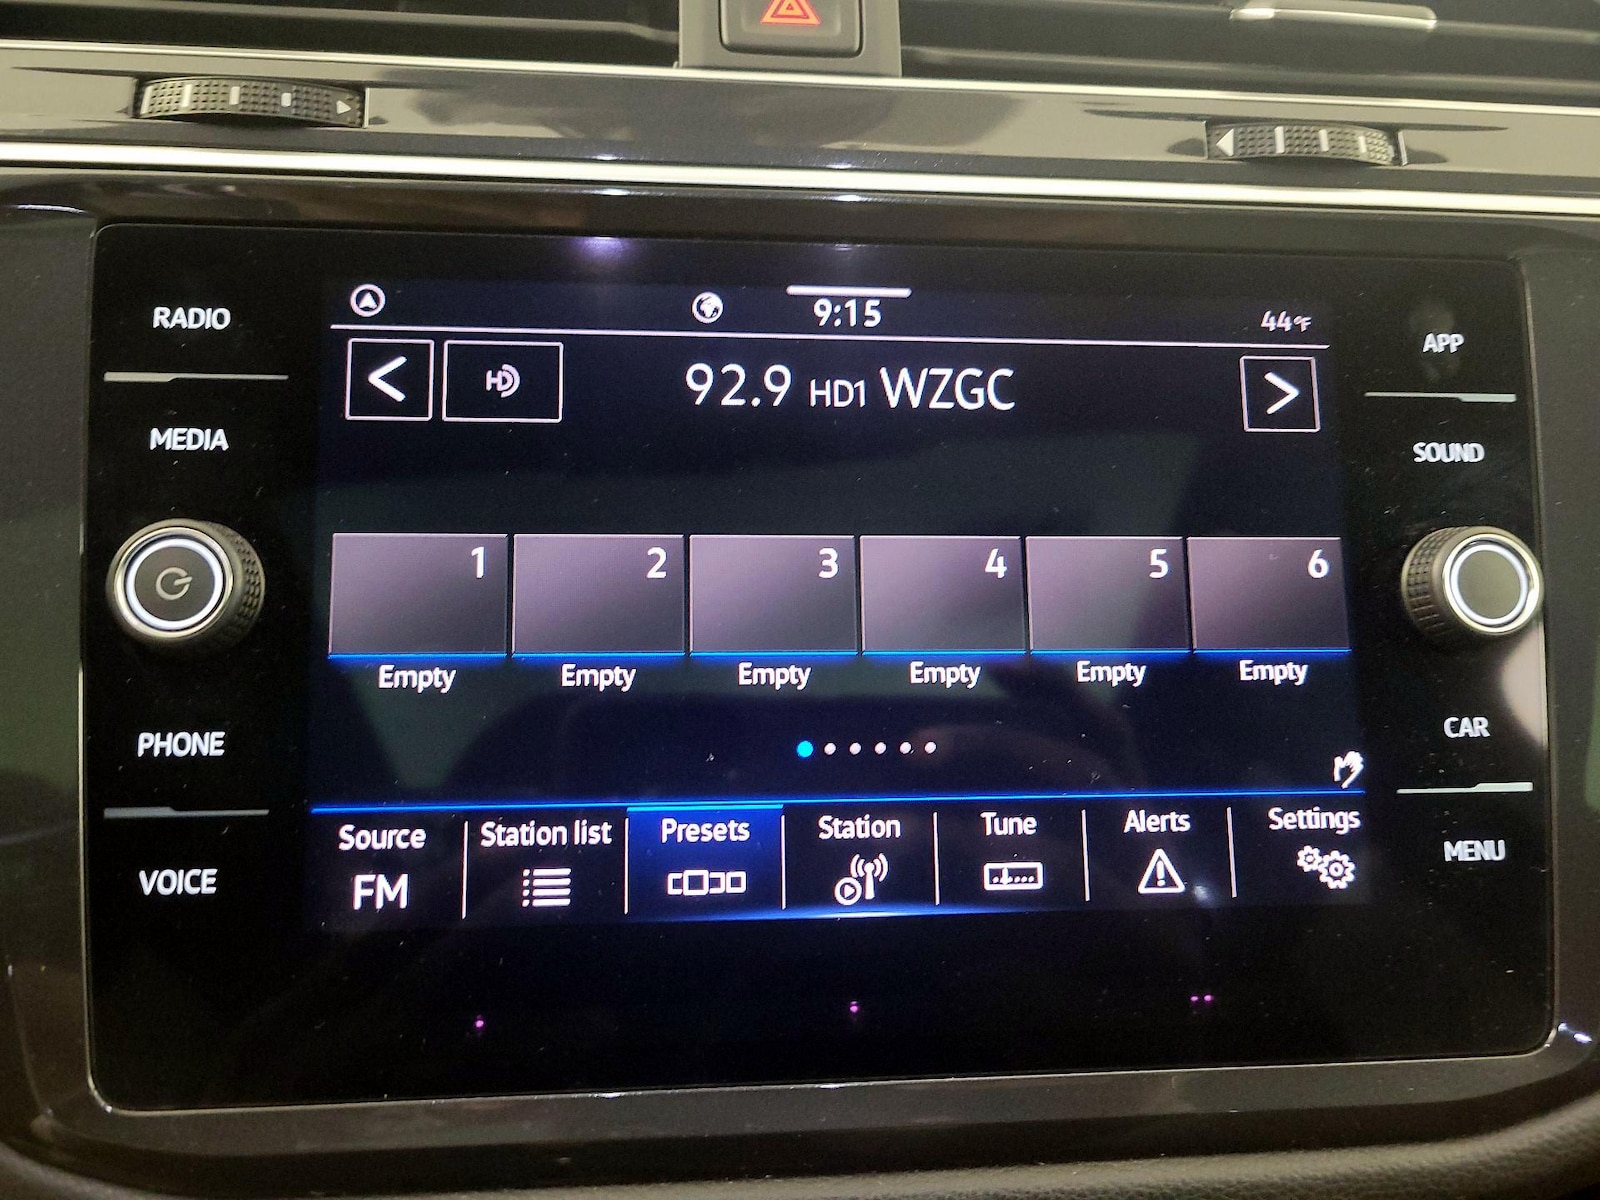 9:15
44°F
RADIO
HD
92.9 HD1 WZGC
APP
MEDIA
SOUND
1
2
3
4
5
6
Empty
Empty
Empty
Empty
Empty
Empty
PHONE
CAR
Source
Station list
Presets
Station
Tune
Alerts
Settings
FM
VOICE
MENU